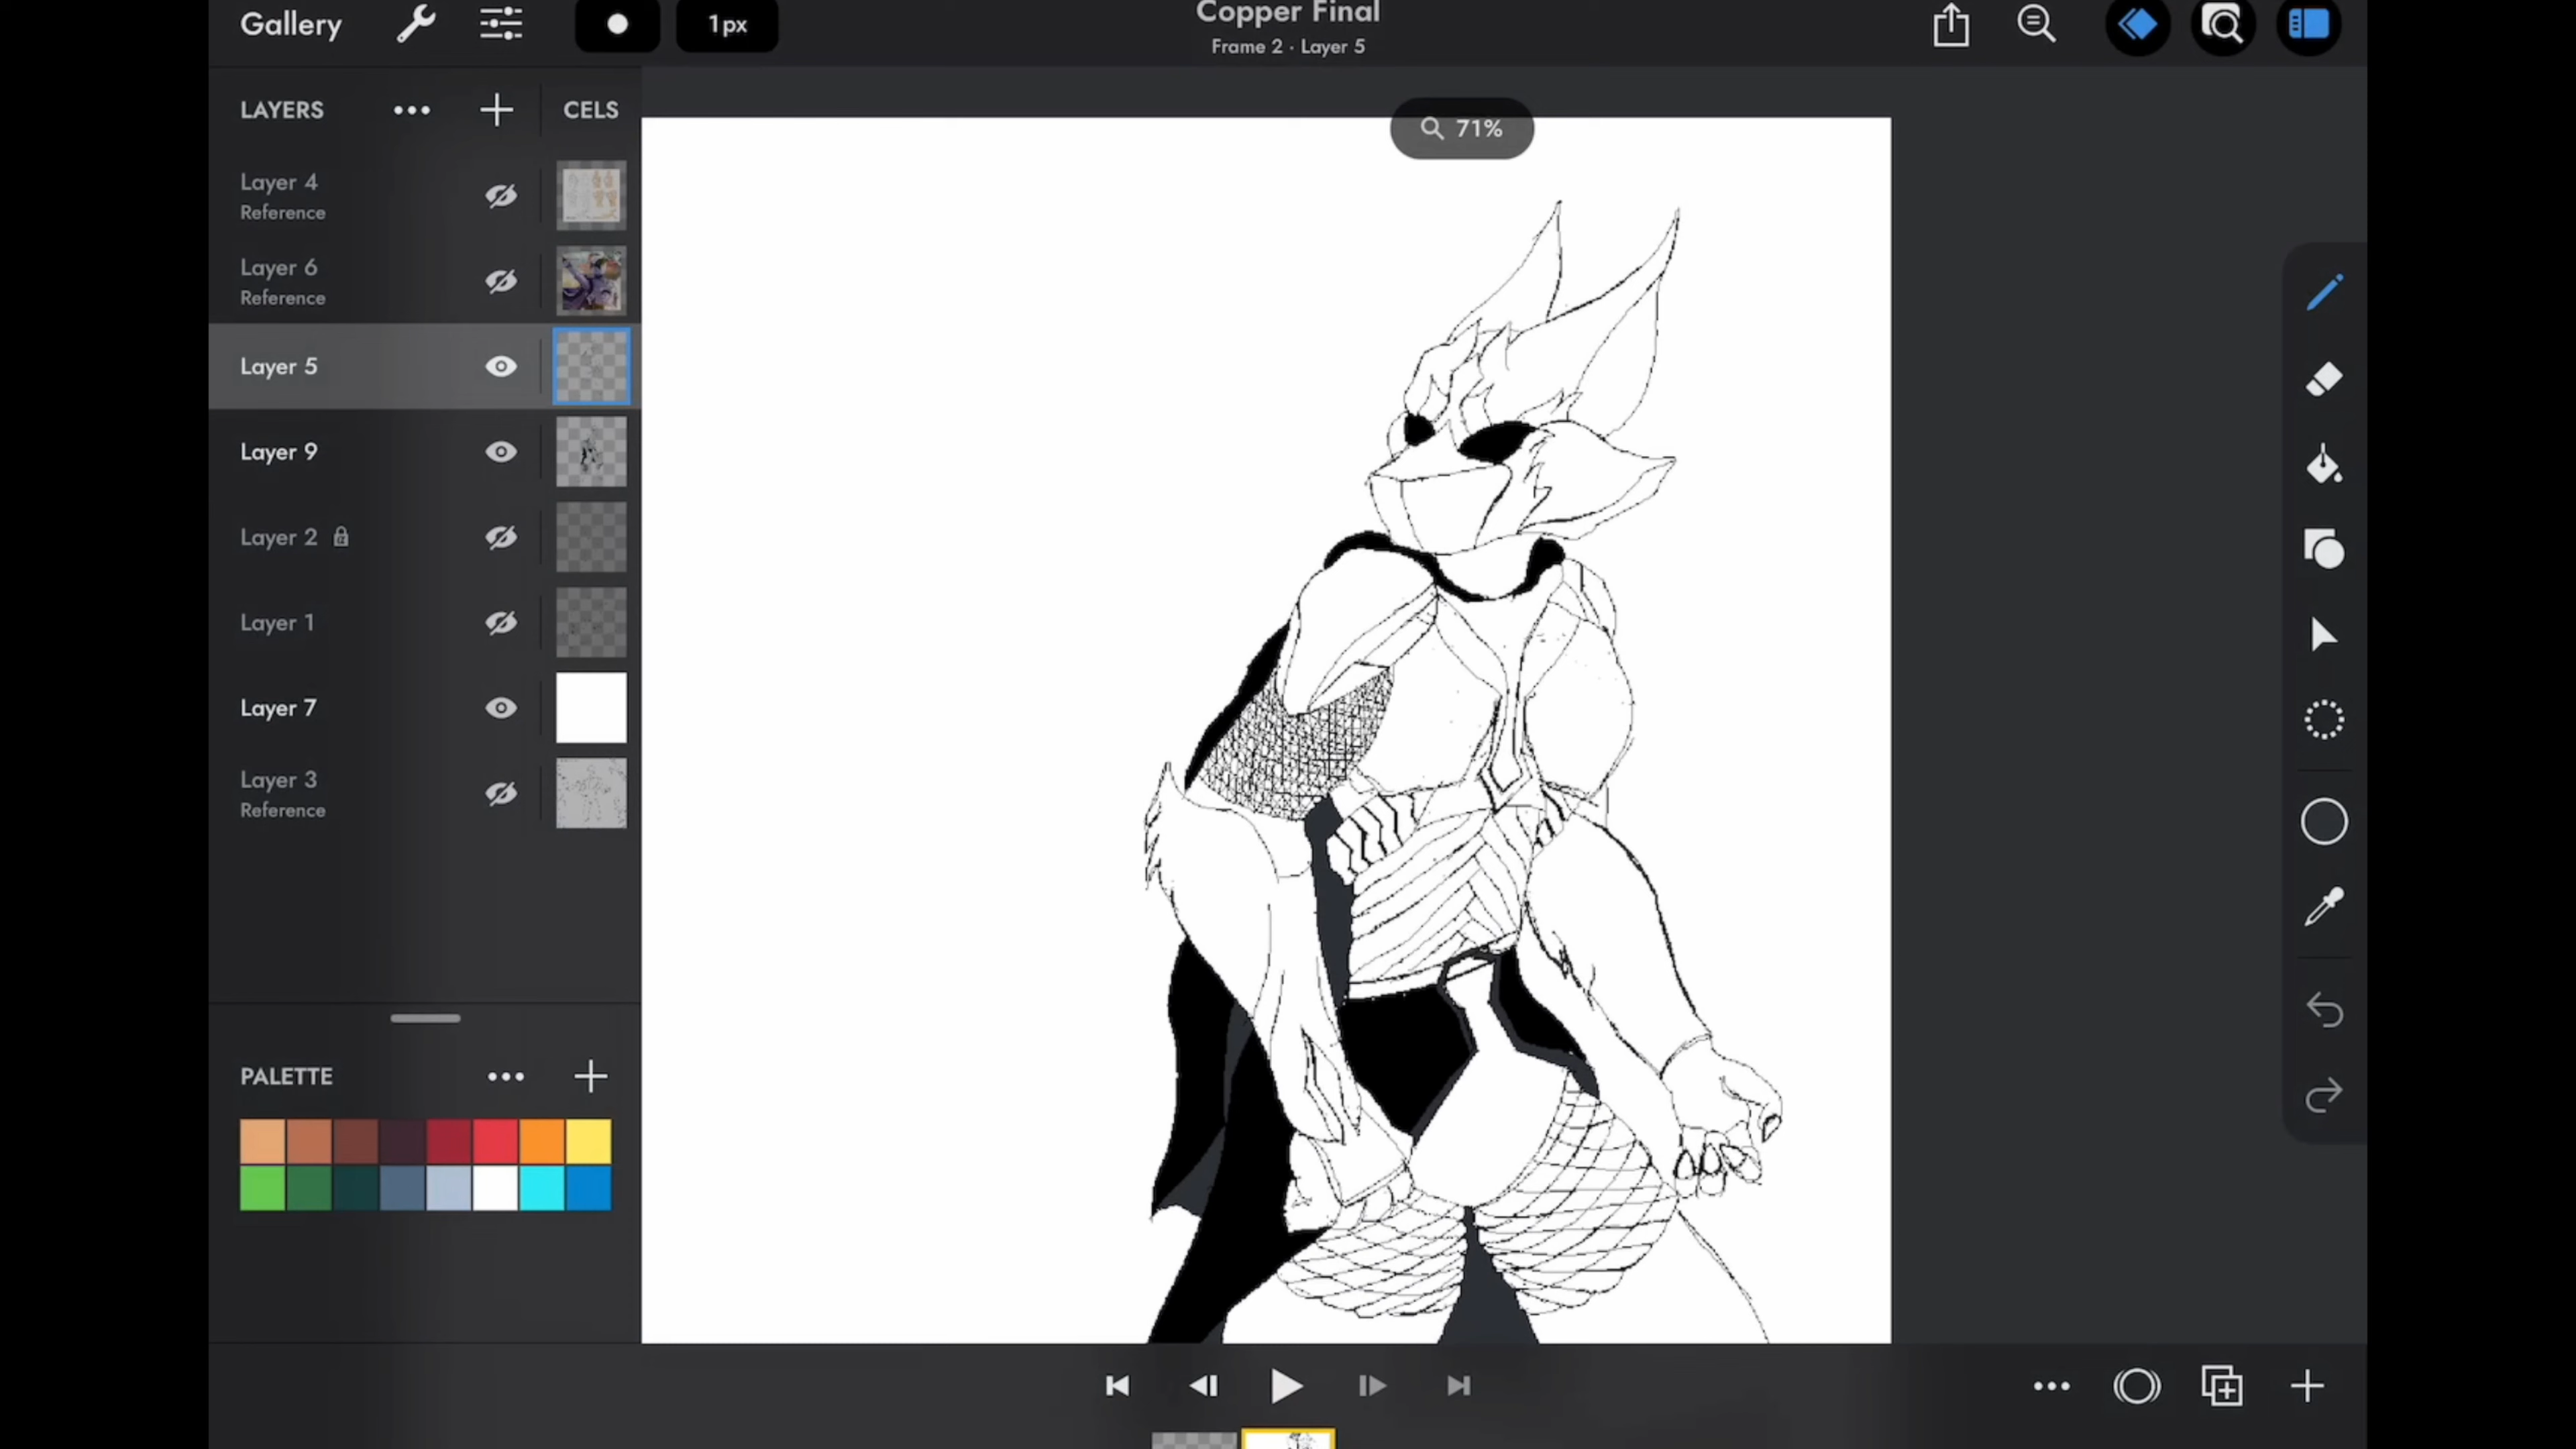 Gallery
1px
Copper Final
Frame 2 · Layer 5
LAYERS
CELS
71%
Layer 4
Reference
Layer 6
Reference
Layer 5
Layer 9
Layer 2
Layer 1
Layer 7
Layer 3
Reference
PALETTE